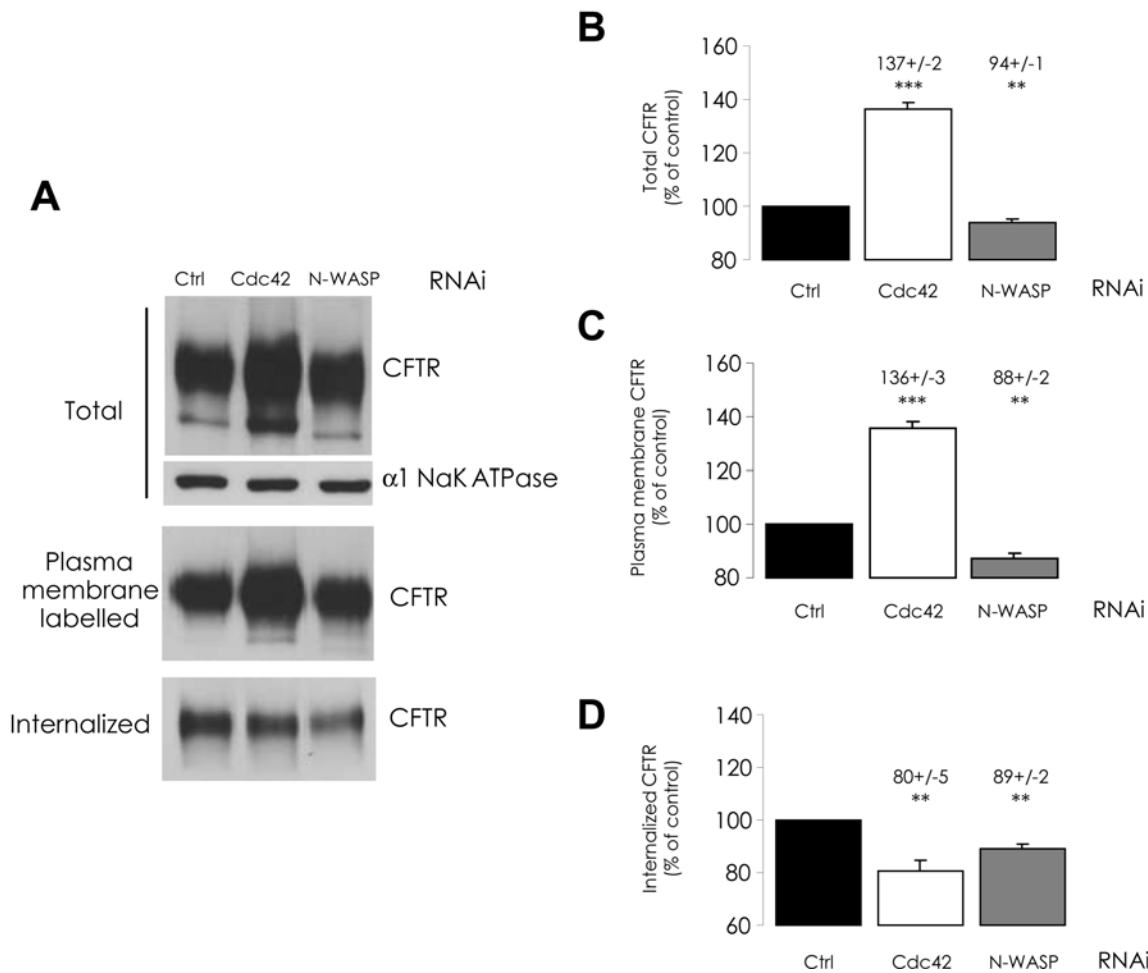 A
Ctrl Cdc42 N-WASP RNAi
CFTR
Total
α1 NaK ATPase
Plasma
membrane
labelled
CFTR
Internalized
CFTR
B
Total CFTR
(% of control)
160
140
120
100
80
137+/-2
***
94+/-1
**
Ctrl Cdc42 N-WASP RNAi
C
Plasma membrane CFTR
(% of control)
160
140
120
100
80
136+/-3
***
88+/-2
**
Ctrl Cdc42 N-WASP RNAi
D
Internalized CFTR
(% of control)
140
120
100
80
60
80+/-5
**
89+/-2
**
Ctrl Cdc42 N-WASP RNAi